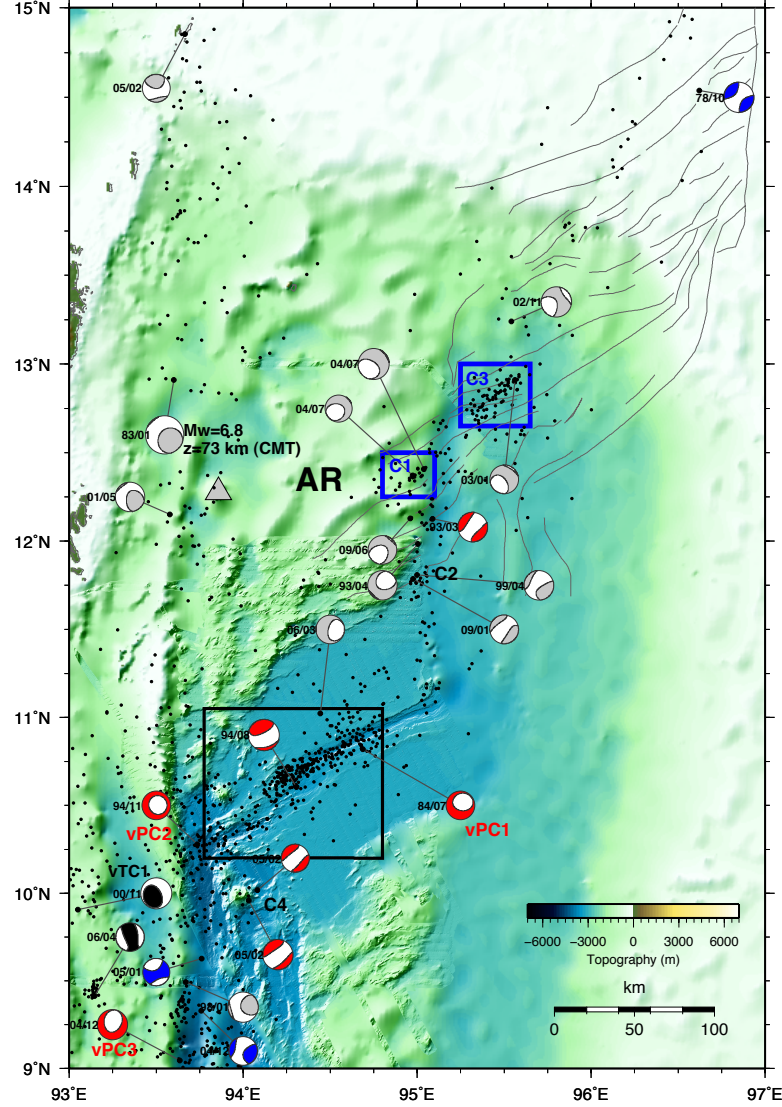 15˚N
05/02
78/10
14˚N
02/11
13˚N
04/07
C3
04/07
83/01
Mw=6.8
z=73 km (CMT)
C1
AR
03/01
01/05
93/03
12˚N
09/06
C2
93/04
99/04
06/03
09/01
11˚N
94/08
94/11
84/07
vPC2
vPC1
05/02
vTC1
10˚N
00/11
C4
06/04
05/02
05/01
−6000 −3000 0 3000 6000
Topography (m)
km
04/12
0 50 100
vPC3
9˚N
93˚E 94˚E 95˚E 96˚E 97˚E